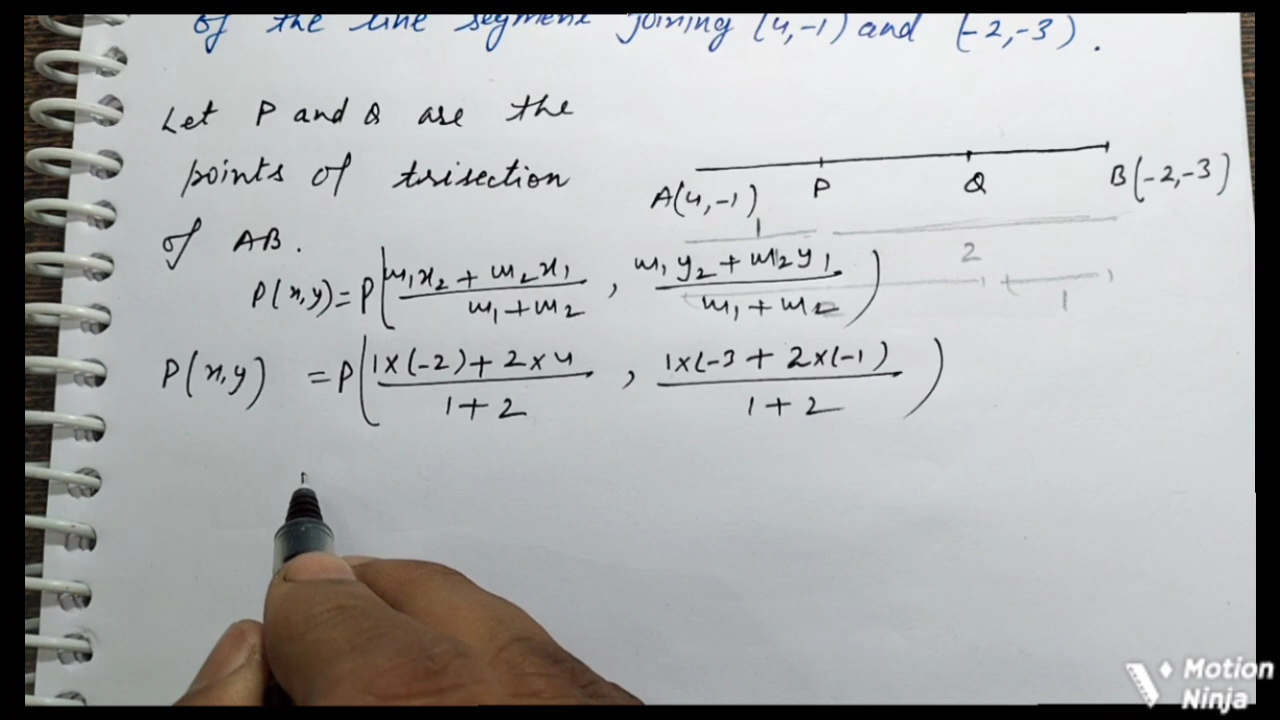 of the line segment joining (4,-1) and (-2,-3).
Let P and Q are the
points of trisection
of AB.
A(4,-1) P Q B(-2,-3)
1 2
1
P(x,y)=P(m₁x₂+m₂x₁/m₁+m₂, m₁y₂+m₂y₁/m₁+m₂)
P(x,y) =P(1×(-2)+2×4/1+2, 1×(-3+2×(-1)/1+2)
Motion
Ninja